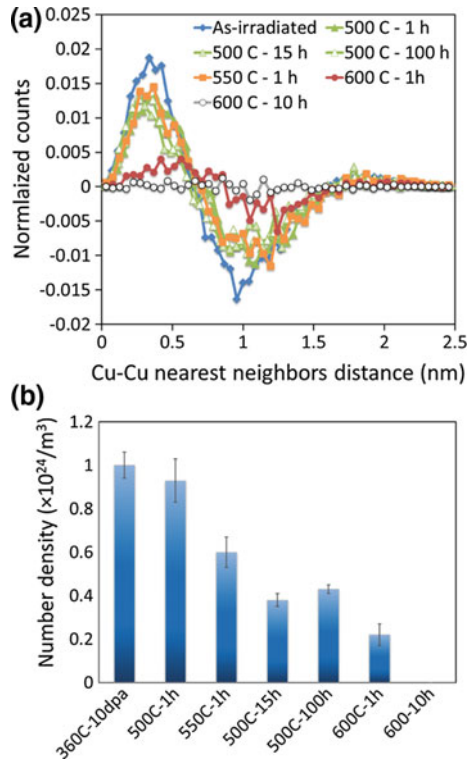 (a)
0.025
0.02
0.015
0.01
0.005
0
-0.005
-0.01
-0.015
-0.02
Normlaized counts
As-irradiated
500 C - 1 h
500 C - 15 h
500 C - 100 h
550 C - 1 h
600 C - 1h
600 C - 10 h
0 0.5 1 1.5 2 2.5
Cu-Cu nearest neighbors distance (nm)
(b)
1.2
1
0.8
0.6
0.4
0.2
0
Number density (×10²⁴/m³)
360C-10dpa
500C-1h
550C-1h
500C-15h
500C-100h
600C-1h
600-10h